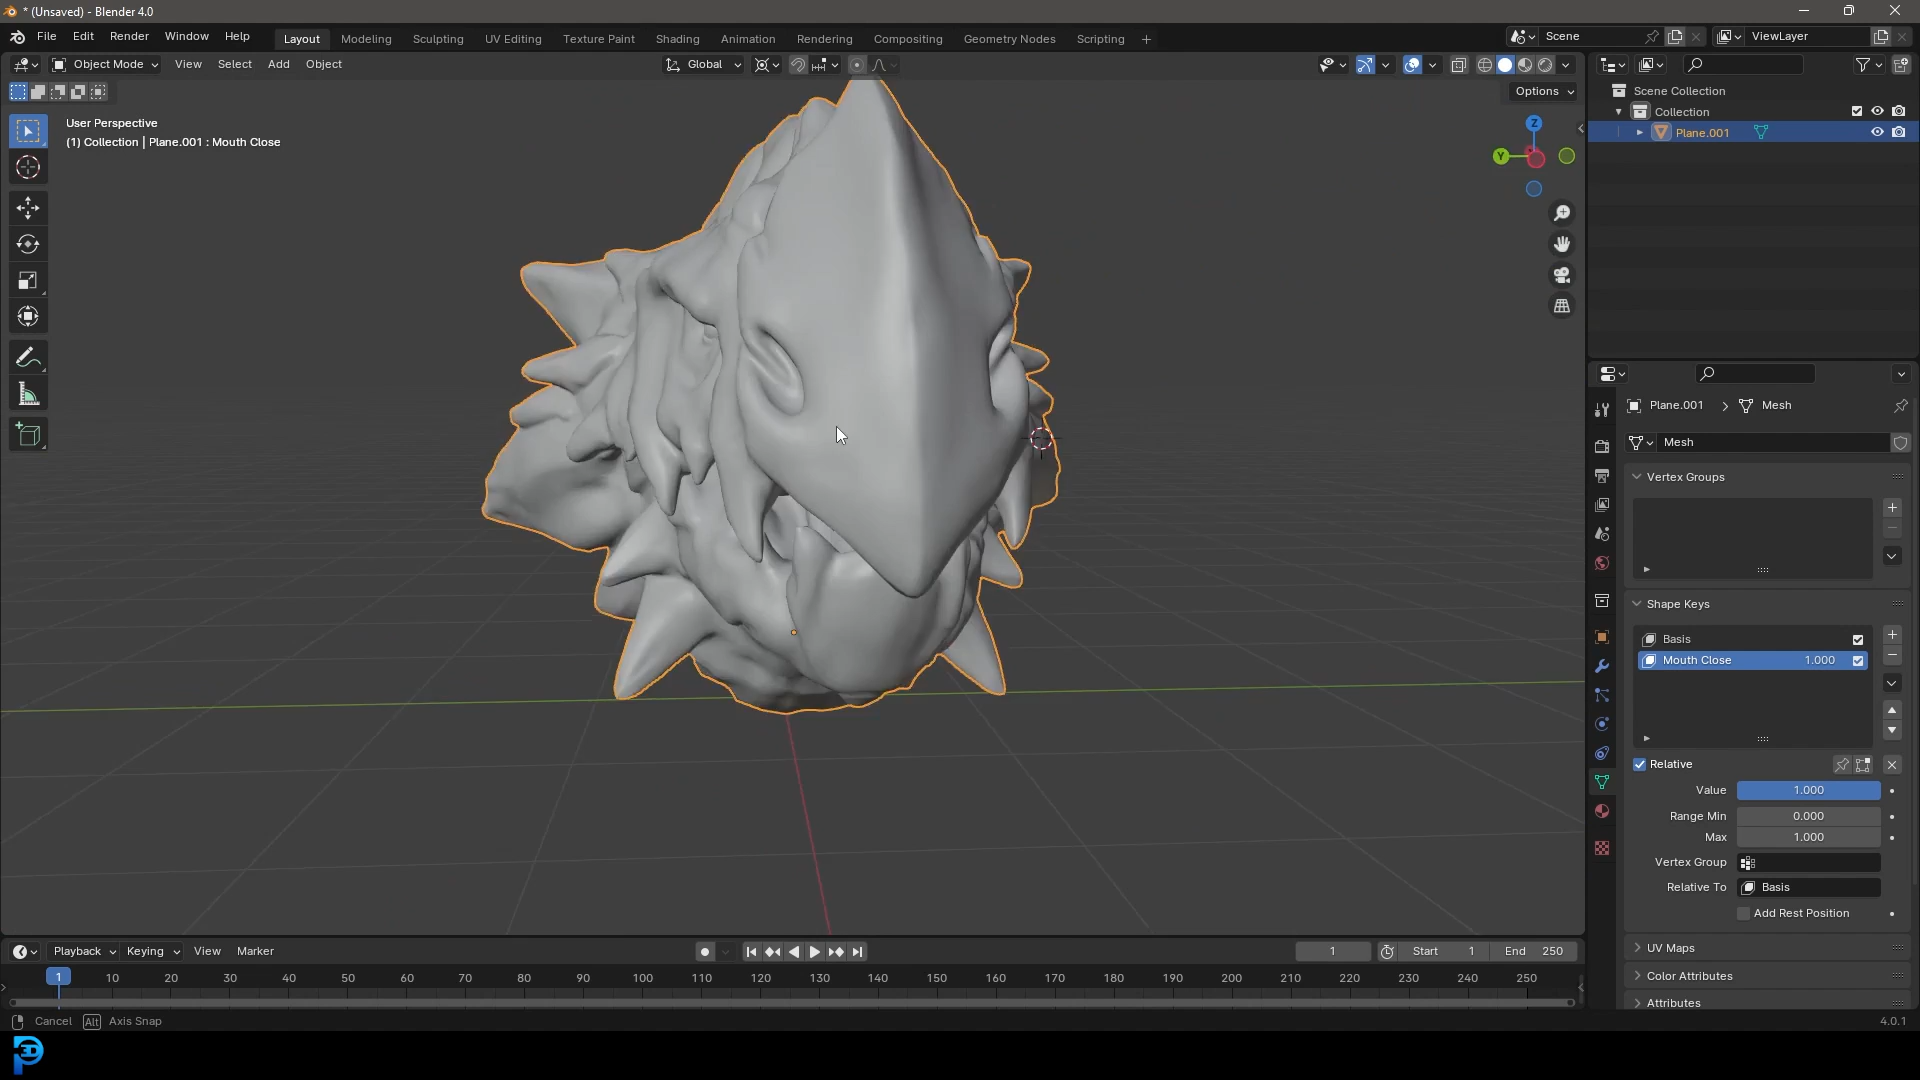 * (Unsaved) - Blender 4.0
File Edit Render Window Help
Layout Modeling Sculpting UV Editing Texture Paint Shading Animation Rendering Compositing Geometry Nodes Scripting +
Scene
ViewLayer
Object Mode View Select Add Object
Global
Options
User Perspective
(1) Collection | Plane.001 : Mouth Close
Z
Y
Scene Collection
Collection
Plane.001
Plane.001 > Mesh
Mesh
Vertex Groups
Shape Keys
Basis
Mouth Close 1.000
Relative
Value 1.000
Range Min 0.000
Max 1.000
Vertex Group
Relative To Basis
Add Rest Position
UV Maps
Color Attributes
Attributes
Playback Keying View Marker
1 Start 1 End 250
1 10 20 30 40 50 60 70 80 90 100 110 120 130 140 150 160 170 180 190 200 210 220 230 240 250
Cancel Alt Axis Snap
4.0.1
P3D